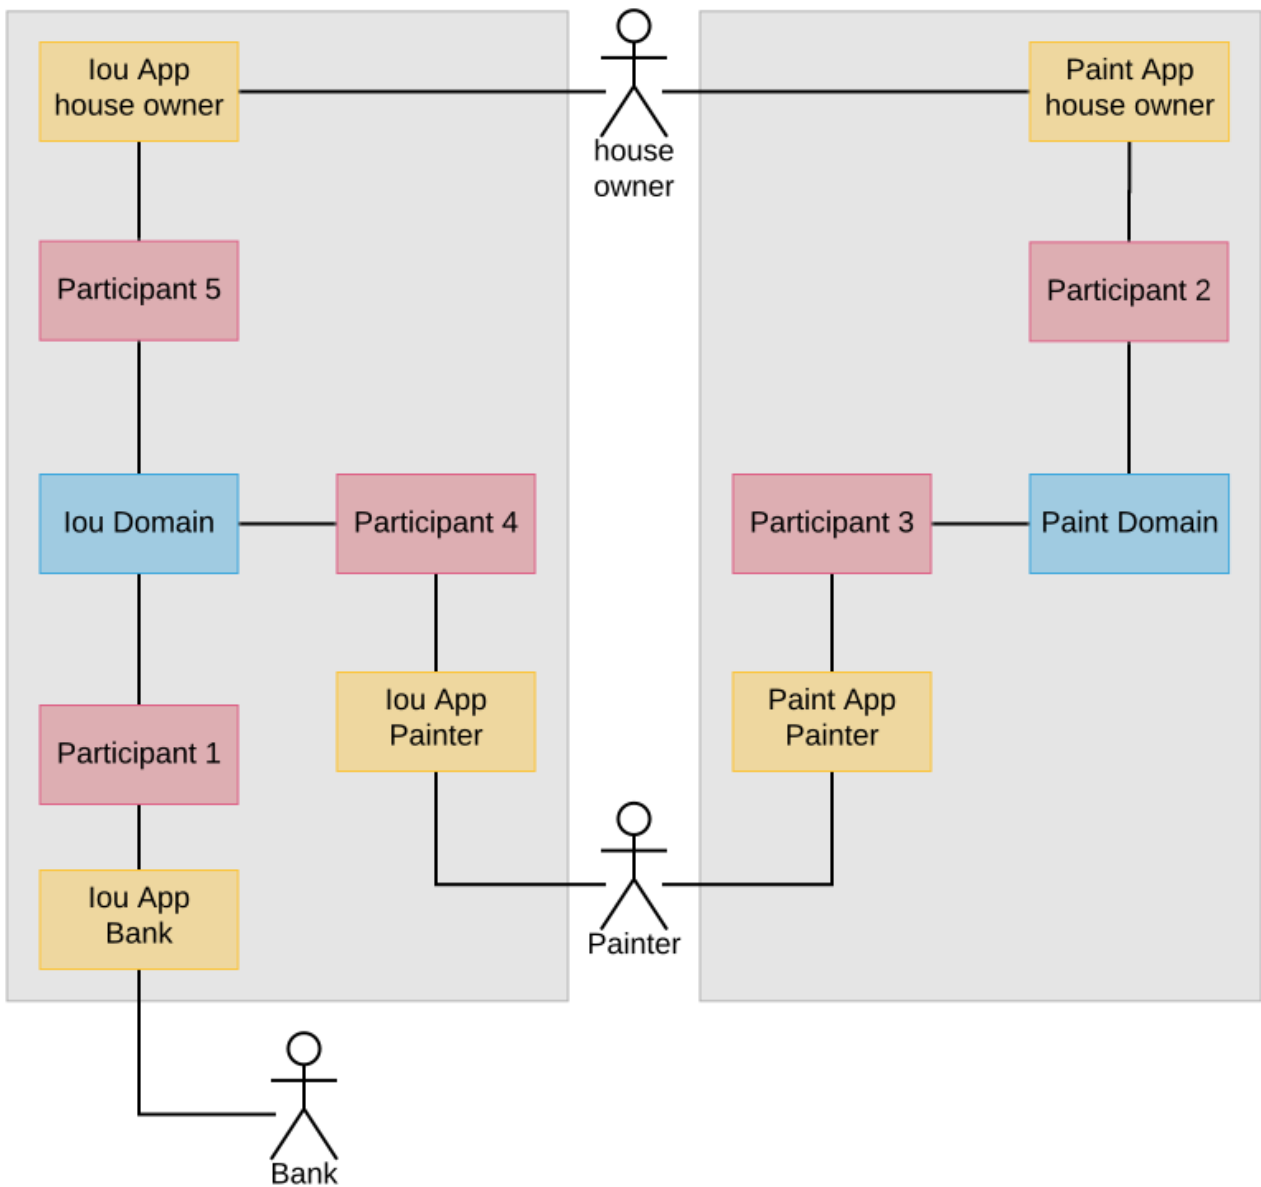 Iou App
house owner
house
owner
Paint App
house owner
Participant 5
Participant 2
Iou Domain
Participant 4
Participant 3
Paint Domain
Iou App
Painter
Paint App
Painter
Participant 1
Iou App
Bank
Painter
Bank